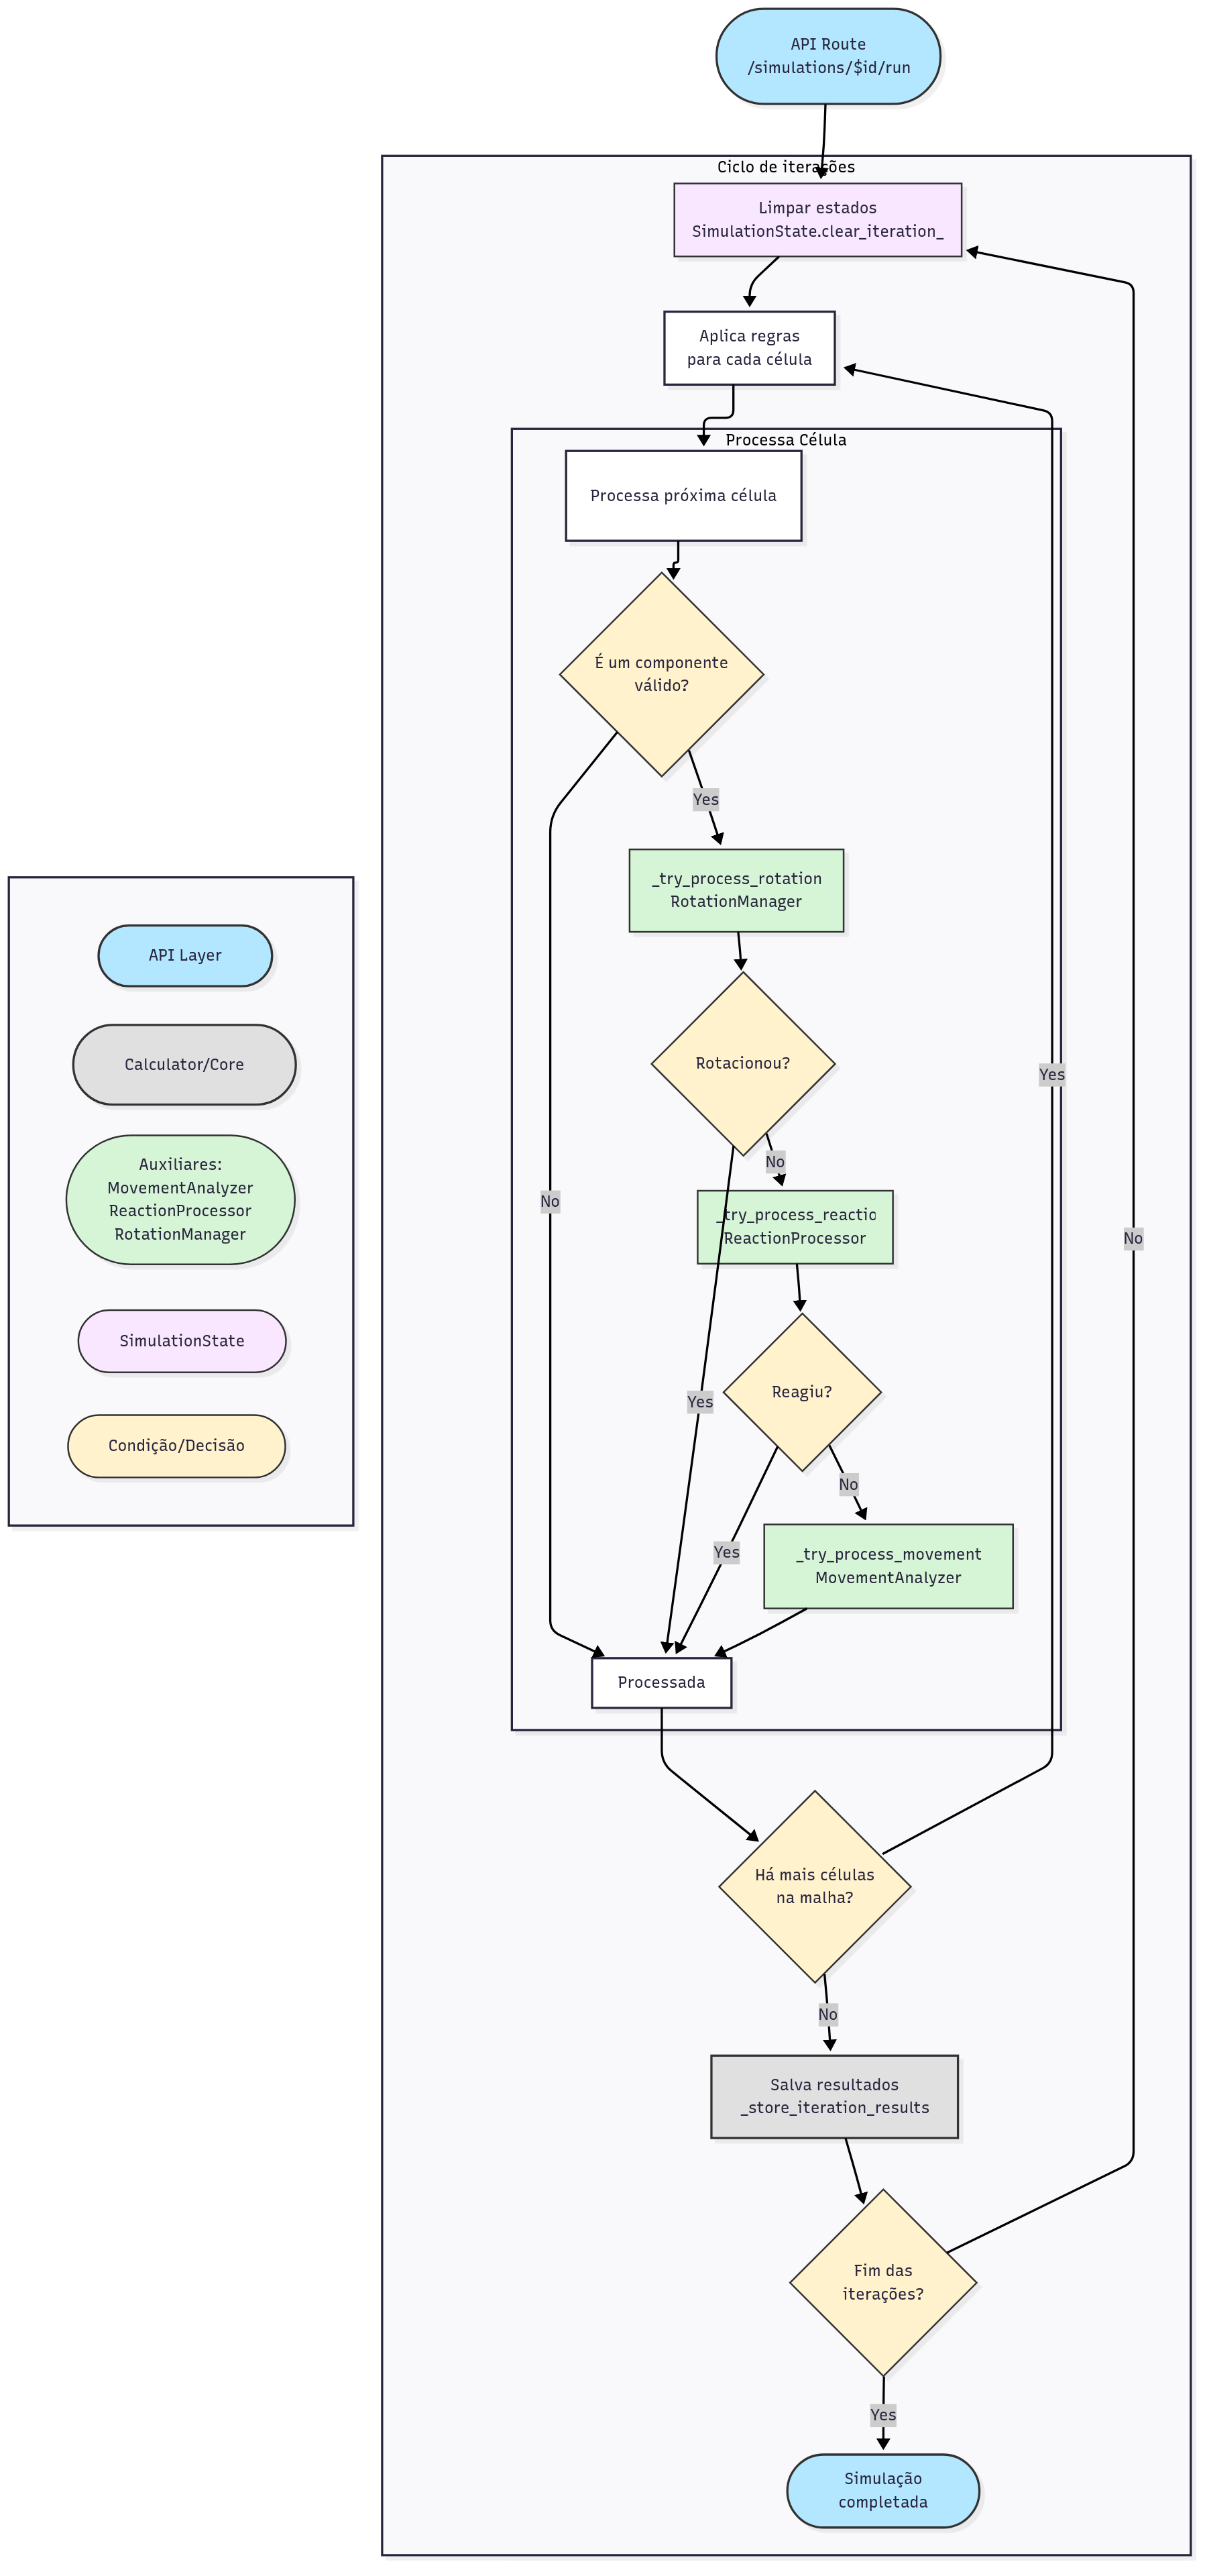 API Route
/simulations/$id/run
Ciclo de iterações
Limpar estados
SimulationState.clear_iteration_
Aplica regras
para cada célula
Processa Célula
Processa próxima célula
É um componente
válido?
Yes
_try_process_rotation
RotationManager
Rotacionou?
No
Yes
No
_try_process_reactic
ReactionProcessor
No
Reagiu?
Yes
No
Yes
_try_process_movement
MovementAnalyzer
Processada
Há mais células
na malha?
No
Salva resultados
_store_iteration_results
Fim das
iterações?
Yes
Simulação
completada
API Layer
Calculator/Core
Auxiliares:
MovementAnalyzer
ReactionProcessor
RotationManager
SimulationState
Condição/Decisão